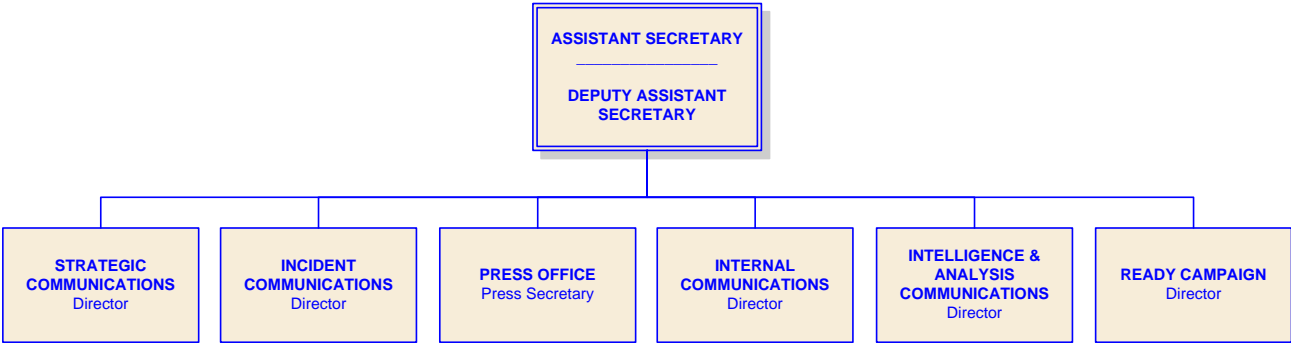 ASSISTANT SECRETARY
________________
DEPUTY ASSISTANT
SECRETARY
STRATEGIC
COMMUNICATIONS
Director
INCIDENT
COMMUNICATIONS
Director
PRESS OFFICE
Press Secretary
INTERNAL
COMMUNICATIONS
Director
INTELLIGENCE &
ANALYSIS
COMMUNICATIONS
Director
READY CAMPAIGN
Director